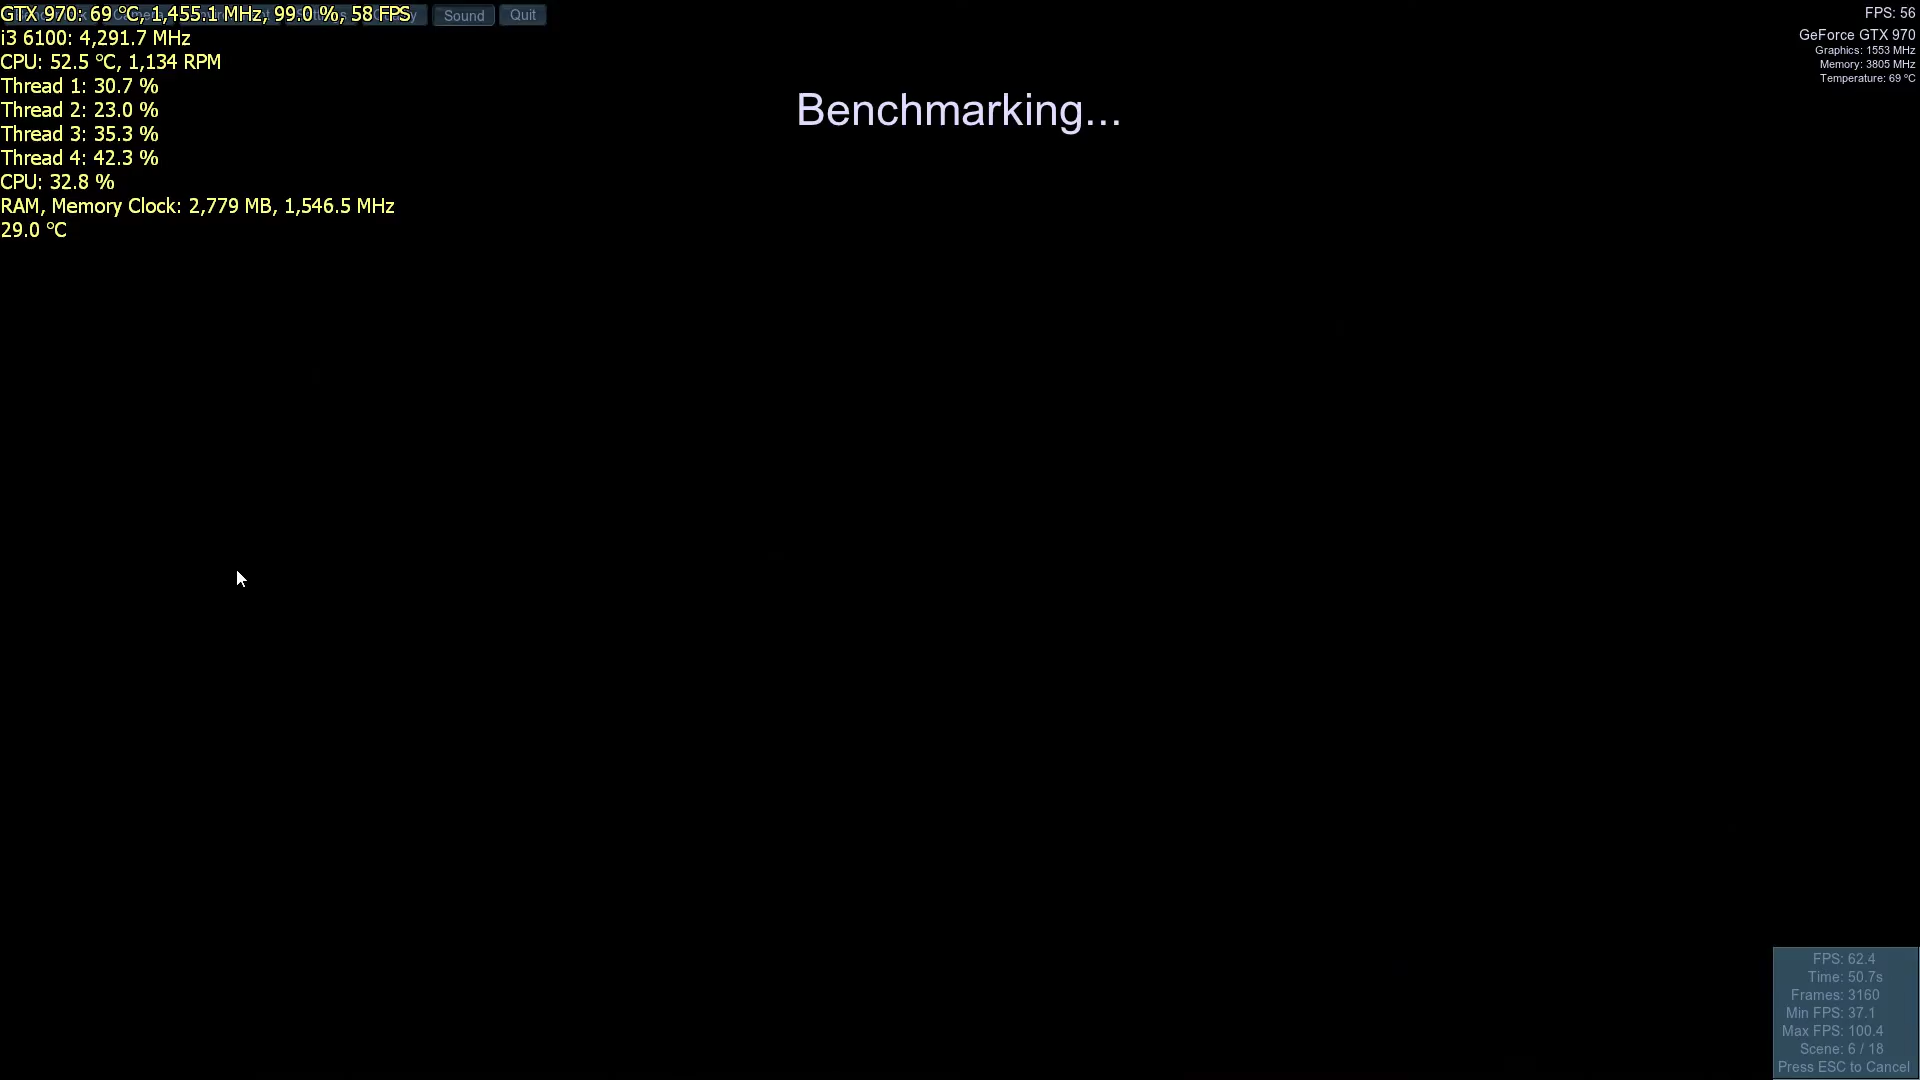 GTX 970: 69 °C, 1,455.1 MHz, 99.0 %, 58 FPS
Sound
Quit
i3 6100: 4,291.7 MHz
CPU: 52.5 °C, 1,134 RPM
Thread 1: 30.7 %
Thread 2: 23.0 %
Thread 3: 35.3 %
Thread 4: 42.3 %
CPU: 32.8 %
RAM, Memory Clock: 2,779 MB, 1,546.5 MHz
29.0 °C
Benchmarking...
FPS: 56
GeForce GTX 970
Graphics: 1553 MHz
Memory: 3805 MHz
Temperature: 69 °C
FPS: 62.4
Time: 50.7s
Frames: 3160
Min FPS: 37.1
Max FPS: 100.4
Scene: 6 / 18
Press ESC to Cancel